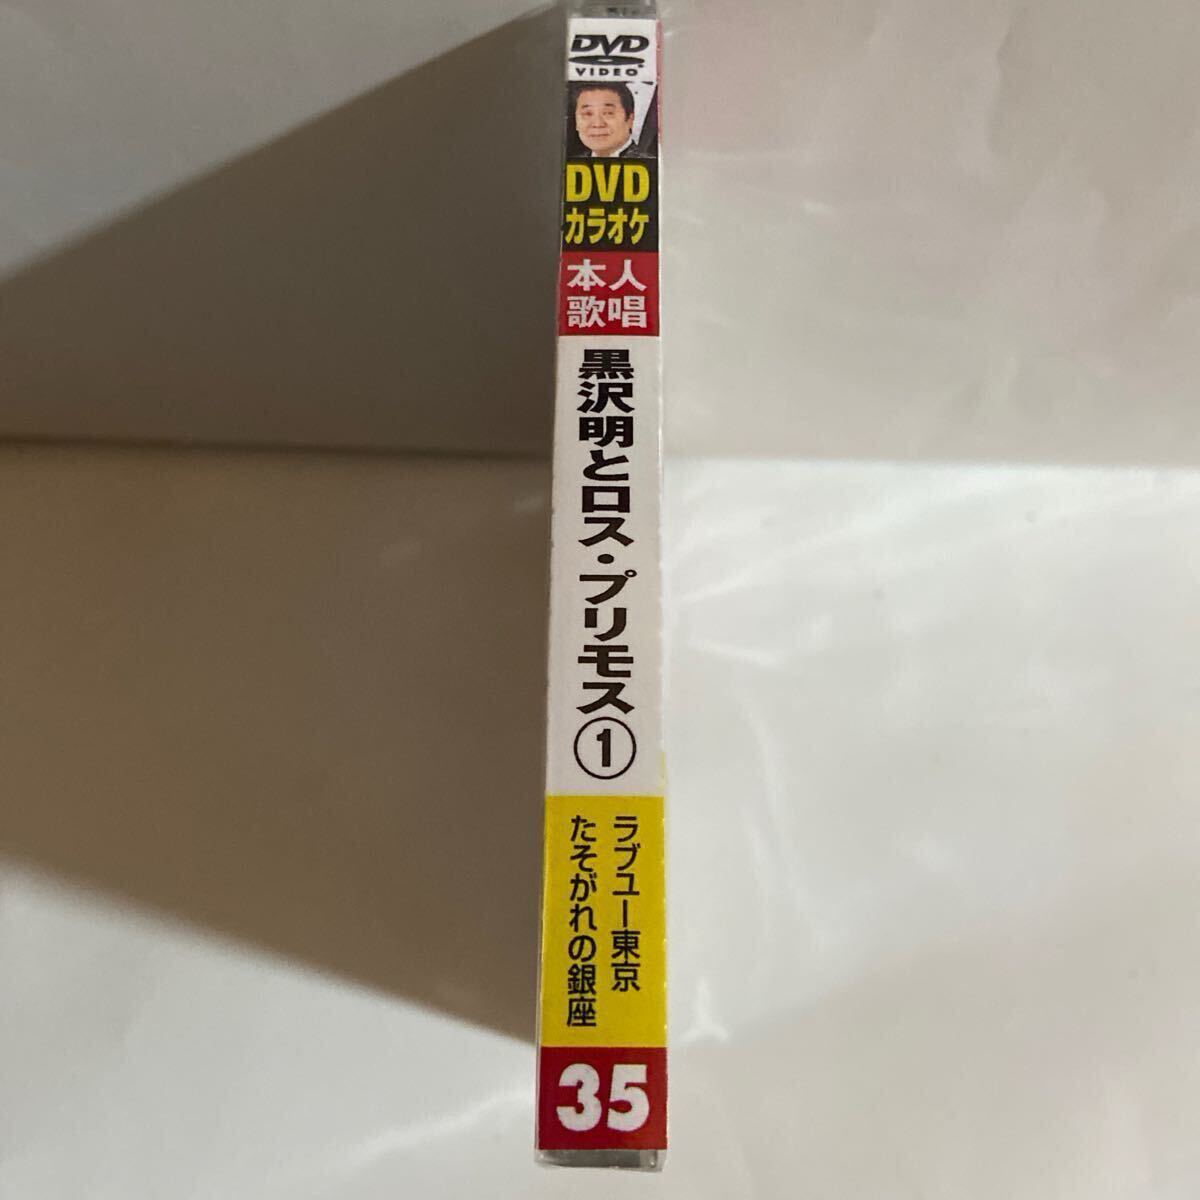 DVD
VIDEO
DVD
カラオケ
本人
歌唱
黒沢明とロス・プリモス①
ラブユー東京
たそがれの銀座
35